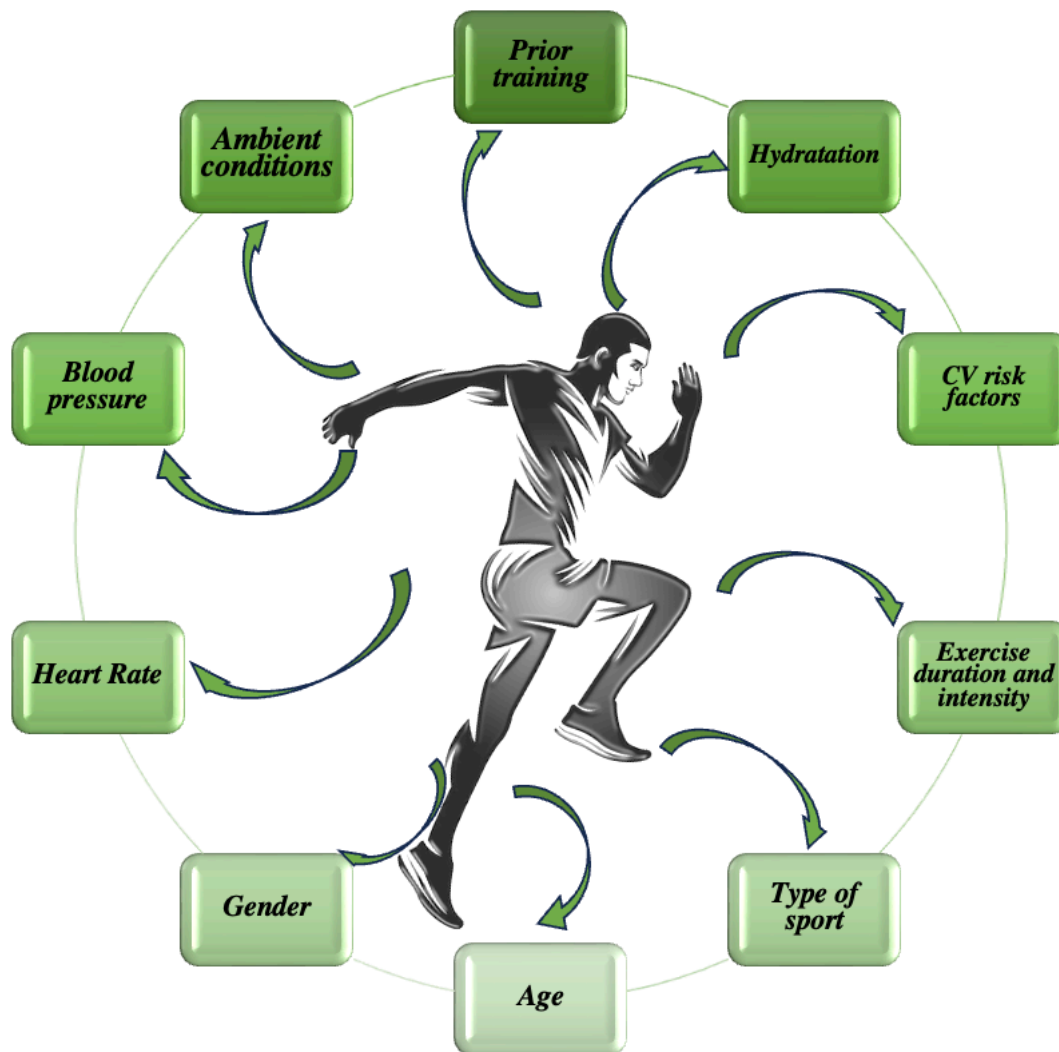 Prior
training
Hydratation
CV risk
factors
Exercise
duration and
intensity
Type of
sport
Age
Gender
Heart Rate
Blood
pressure
Ambient
conditions